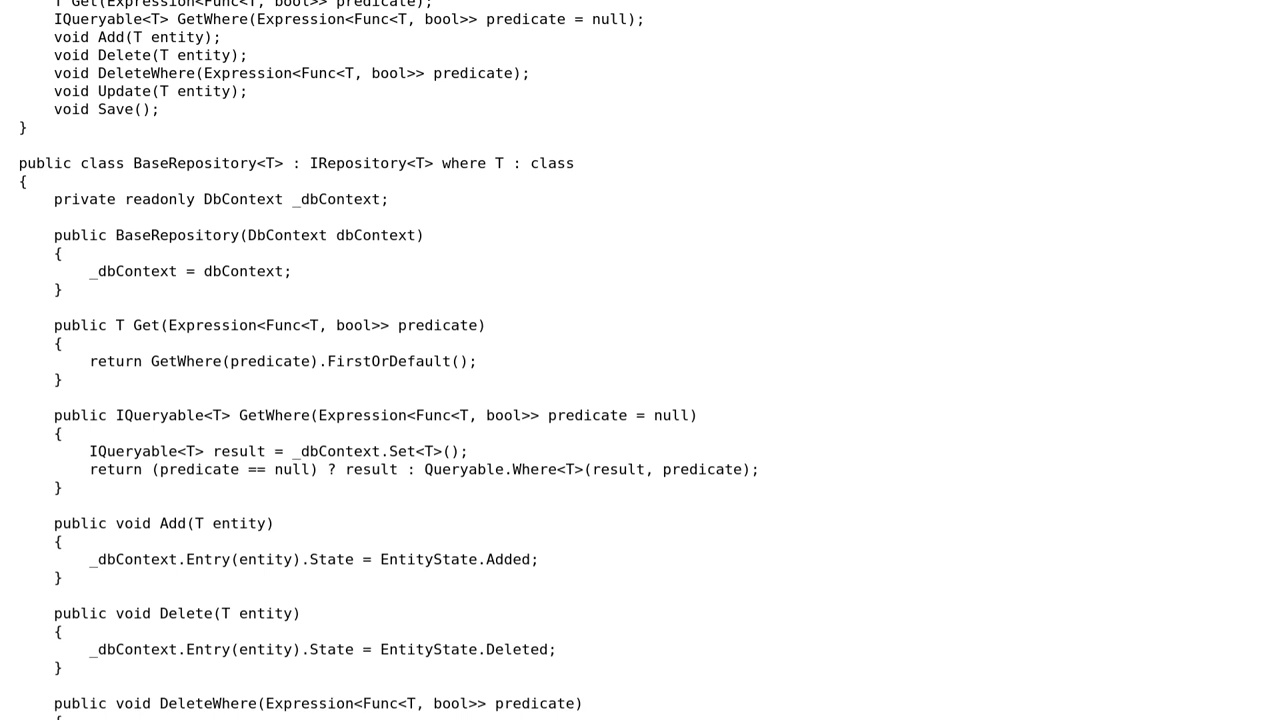 T Get(Expression<Func<T, bool>> predicate);
IQueryable<T> GetWhere(Expression<Func<T, bool>> predicate = null);
void Add(T entity);
void Delete(T entity);
void DeleteWhere(Expression<Func<T, bool>> predicate);
void Update(T entity);
void Save();
}
public class BaseRepository<T> : IRepository<T> where T : class
{
private readonly DbContext _dbContext;
public BaseRepository(DbContext dbContext)
{
_dbContext = dbContext;
}
public T Get(Expression<Func<T, bool>> predicate)
{
return GetWhere(predicate).FirstOrDefault();
}
public IQueryable<T> GetWhere(Expression<Func<T, bool>> predicate = null)
{
IQueryable<T> result = _dbContext.Set<T>();
return (predicate == null) ? result : Queryable.Where<T>(result, predicate);
}
public void Add(T entity)
{
_dbContext.Entry(entity).State = EntityState.Added;
}
public void Delete(T entity)
{
_dbContext.Entry(entity).State = EntityState.Deleted;
}
public void DeleteWhere(Expression<Func<T, bool>> predicate)
{